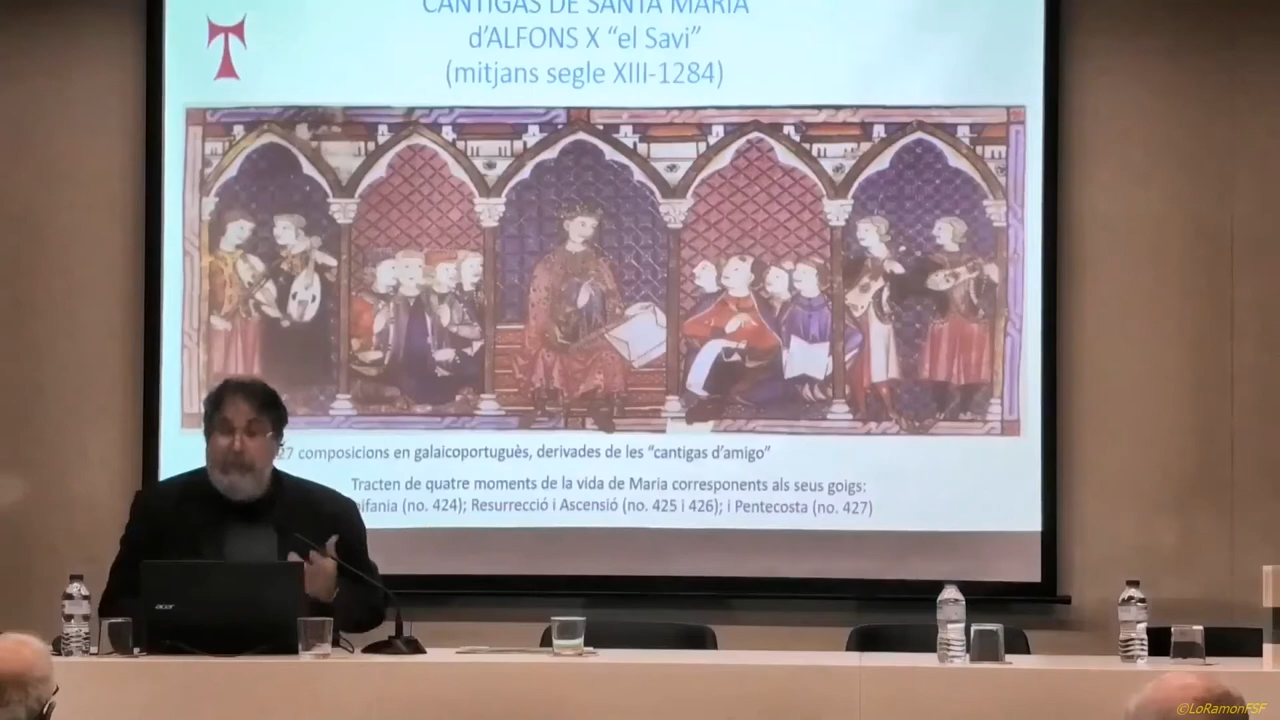 CANTIGAS DE SANTA MARIA
d'ALFONS X "el Savi"
(mitjans segle XIII-1284)
27 composicions en galaicoportuguès, derivades de les "cantigas d'amigo"
Tracten de quatre moments de la vida de Maria corresponents als seus goigs:
(no. 424); Resurrecció i Ascensió (no. 425 i 426); i Pentecosta (no. 427)
acer
©LoRamonFSF